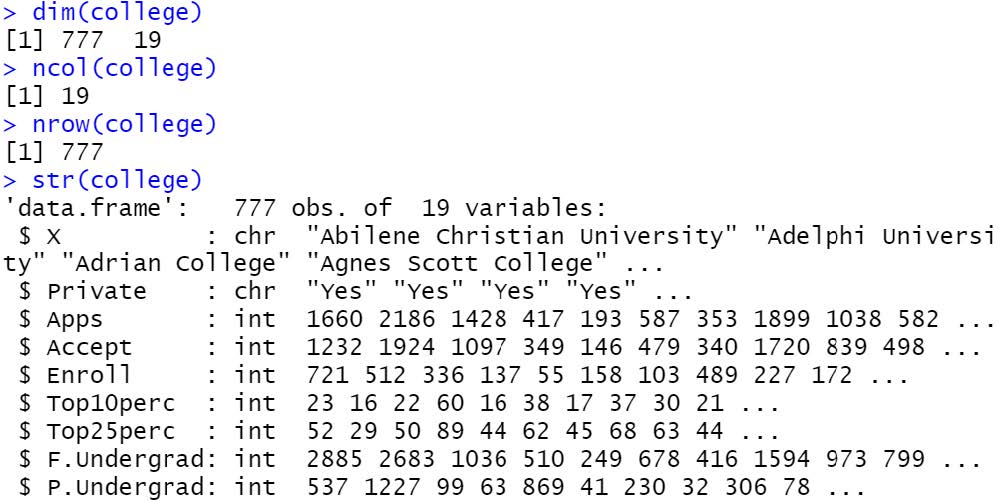 > dim(college)
[1] 777  19
> ncol(college)
[1] 19
> nrow(college)
[1] 777
> str(college)
'data.frame':   777 obs. of  19 variables:
 $ X          : chr  "Abilene Christian University" "Adelphi Universi
ty" "Adrian College" "Agnes Scott College" ...
 $ Private    : chr  "Yes" "Yes" "Yes" "Yes" ...
 $ Apps       : int  1660 2186 1428 417 193 587 353 1899 1038 582 ...
 $ Accept     : int  1232 1924 1097 349 146 479 340 1720 839 498 ...
 $ Enroll     : int  721 512 336 137 55 158 103 489 227 172 ...
 $ Top10perc  : int  23 16 22 60 16 38 17 37 30 21 ...
 $ Top25perc  : int  52 29 50 89 44 62 45 68 63 44 ...
 $ F.Undergrad: int  2885 2683 1036 510 249 678 416 1594 973 799 ...
 $ P.Undergrad: int  537 1227 99 63 869 41 230 32 306 78 ...